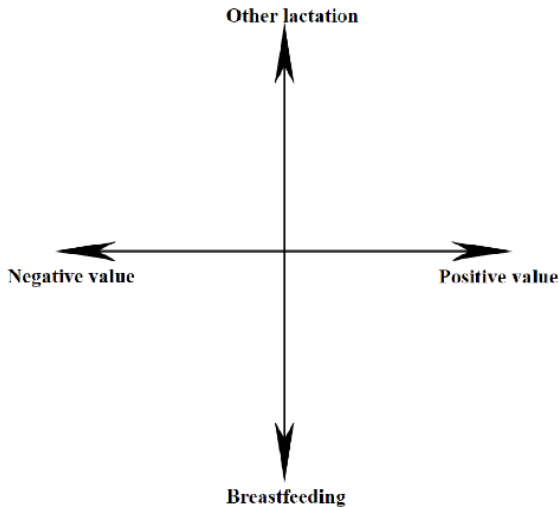 Other lactation
Negative value
Positive value
Breastfeeding